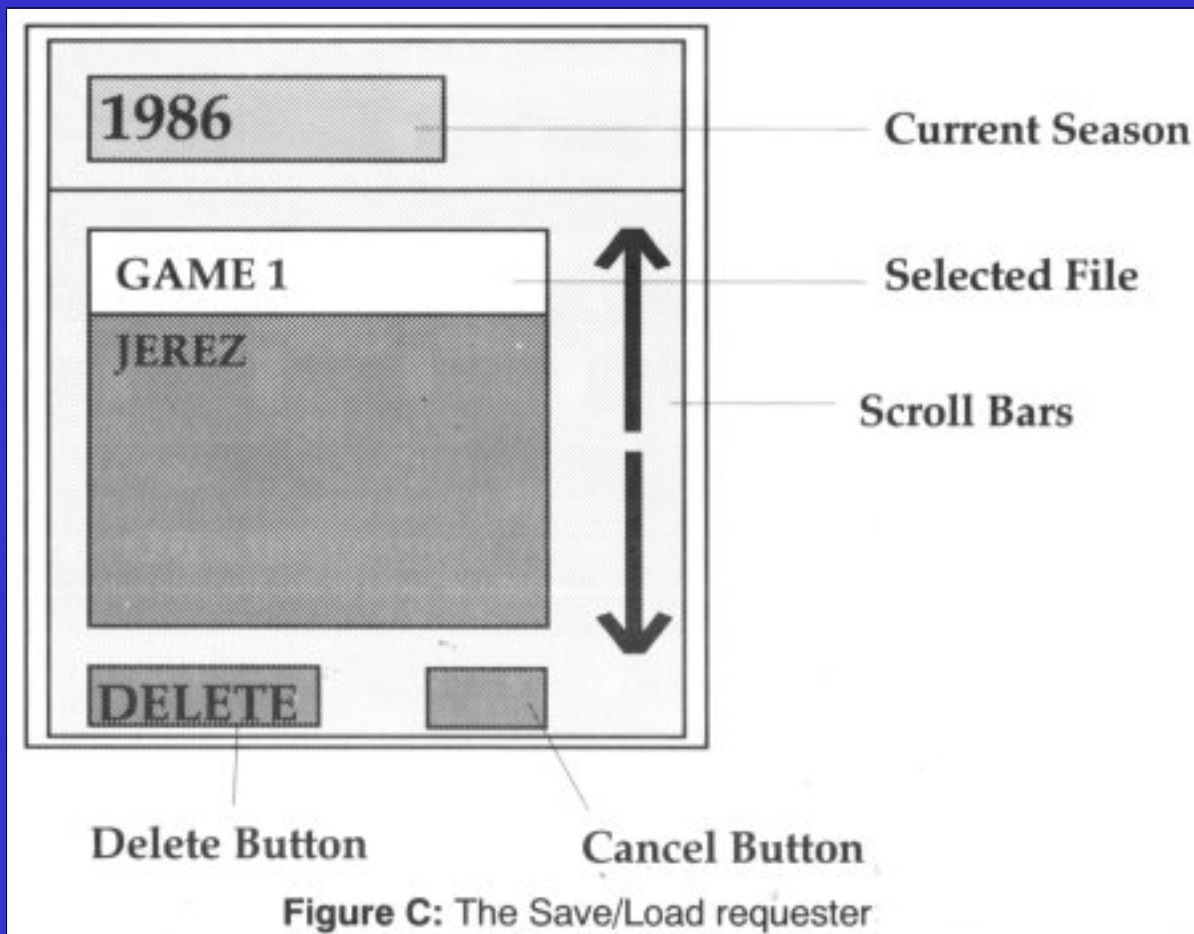 1986
Current Season
GAME 1
Selected File
JEREZ
Scroll Bars
DELETE
Delete Button
Cancel Button
Figure C: The Save/Load requester